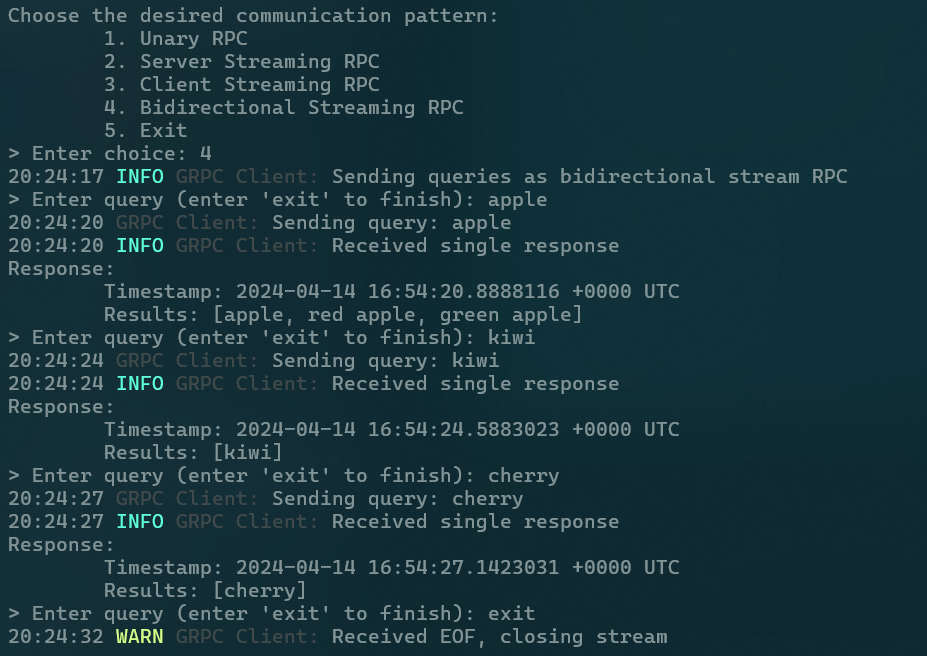 Choose the desired communication pattern:
1. Unary RPC
2. Server Streaming RPC
3. Client Streaming RPC
4. Bidirectional Streaming RPC
5. Exit
> Enter choice: 4
20:24:17 INFO GRPC Client: Sending queries as bidirectional stream RPC
> Enter query (enter 'exit' to finish): apple
20:24:20 GRPC Client: Sending query: apple
20:24:20 INFO GRPC Client: Received single response
Response:
Timestamp: 2024-04-14 16:54:20.8888116 +0000 UTC
Results: [apple, red apple, green apple]
> Enter query (enter 'exit' to finish): kiwi
20:24:24 GRPC Client: Sending query: kiwi
20:24:24 INFO GRPC Client: Received single response
Response:
Timestamp: 2024-04-14 16:54:24.5883023 +0000 UTC
Results: [kiwi]
> Enter query (enter 'exit' to finish): cherry
20:24:27 GRPC Client: Sending query: cherry
20:24:27 INFO GRPC Client: Received single response
Response:
Timestamp: 2024-04-14 16:54:27.1423031 +0000 UTC
Results: [cherry]
> Enter query (enter 'exit' to finish): exit
20:24:32 WARN GRPC Client: Received EOF, closing stream